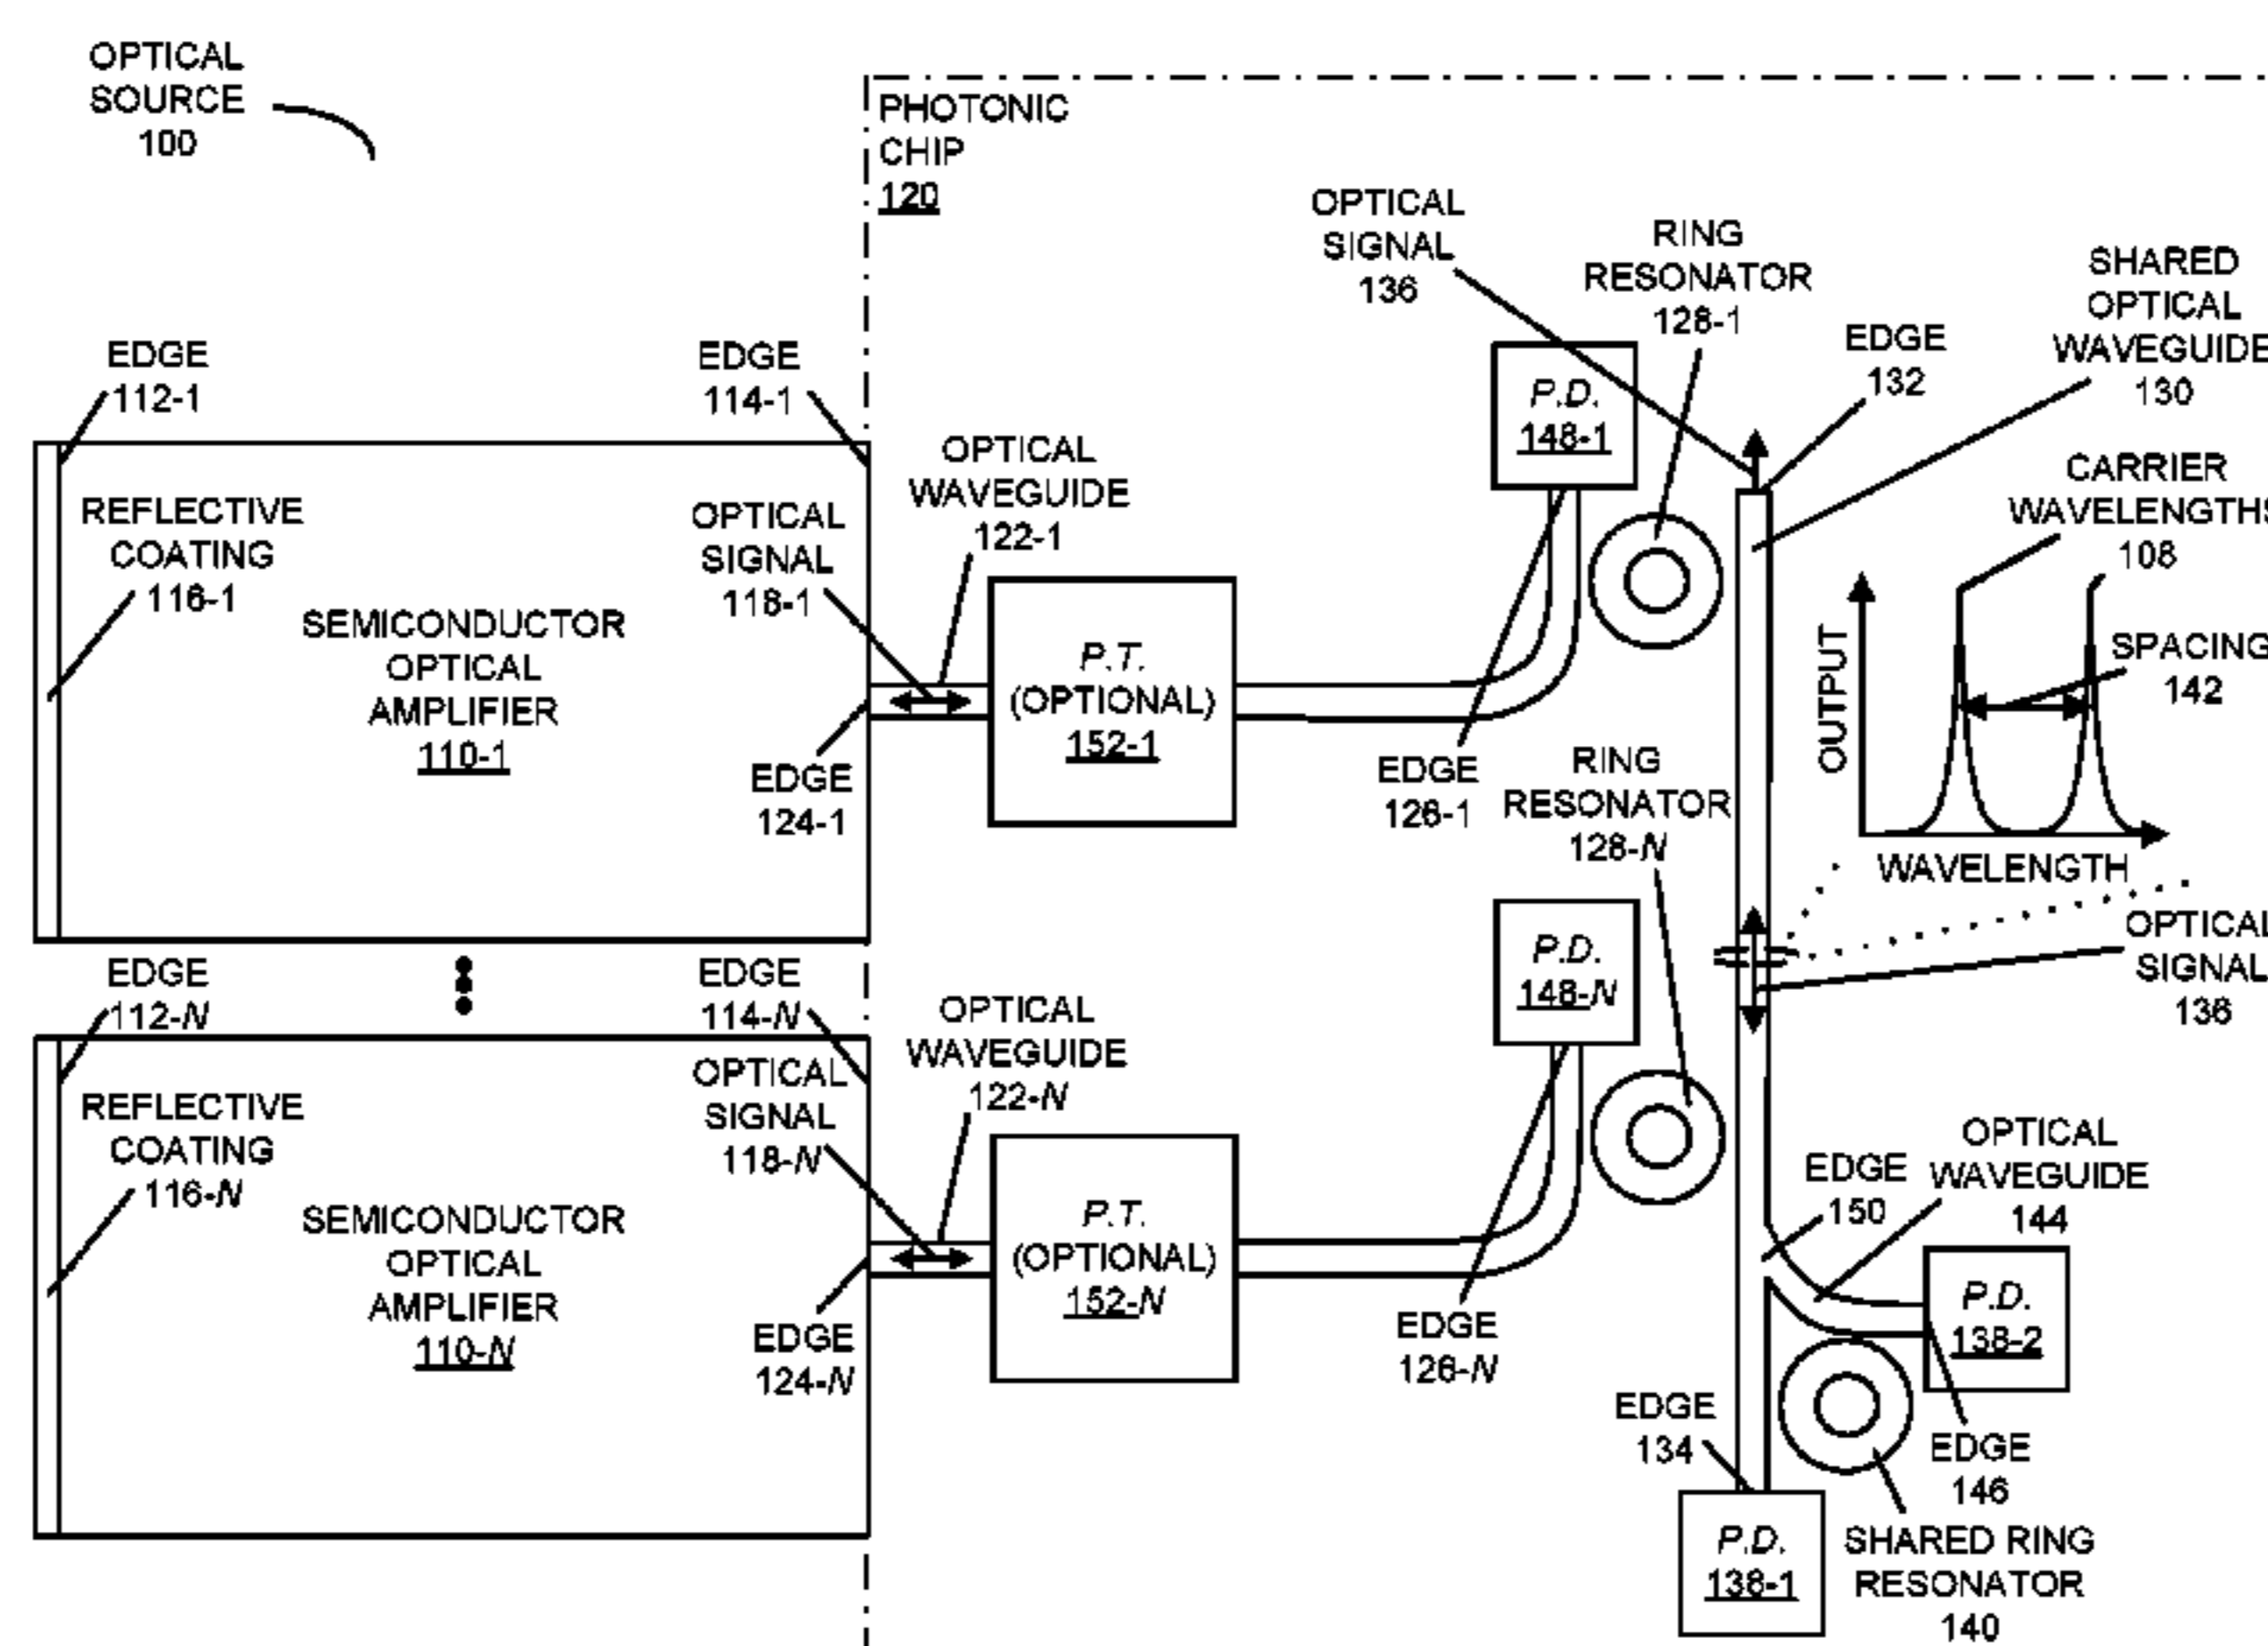 OPTICAL
SOURCE
100
PHOTONIC
CHIP
120
OPTICAL
SIGNAL
136
RING
RESONATOR
128-1
SHARED
OPTICAL
WAVEGUIDE
130
EDGE
132
EDGE
112-1
EDGE
114-1
P.D.
148-1
OPTICAL
WAVEGUIDE
122-1
CARRIER
WAVELENGTHS
108
REFLECTIVE
COATING
116-1
OPTICAL
SIGNAL
118-1
SEMICONDUCTOR
OPTICAL
AMPLIFIER
110-1
P.T.
(OPTIONAL)
152-1
OUTPUT
SPACING
142
EDGE
124-1
EDGE
126-1
RING
RESONATOR
128-N
WAVELENGTH
EDGE
112-N
EDGE
114-N
OPTICAL
WAVEGUIDE
122-N
P.D.
148-N
OPTICAL
SIGNAL
136
REFLECTIVE
COATING
116-N
OPTICAL
SIGNAL
118-N
SEMICONDUCTOR
OPTICAL
AMPLIFIER
110-N
P.T.
(OPTIONAL)
152-N
EDGE
150
OPTICAL
WAVEGUIDE
144
EDGE
124-N
EDGE
126-N
P.D.
138-2
EDGE
134
EDGE
146
P.D.
138-1
SHARED RING
RESONATOR
140